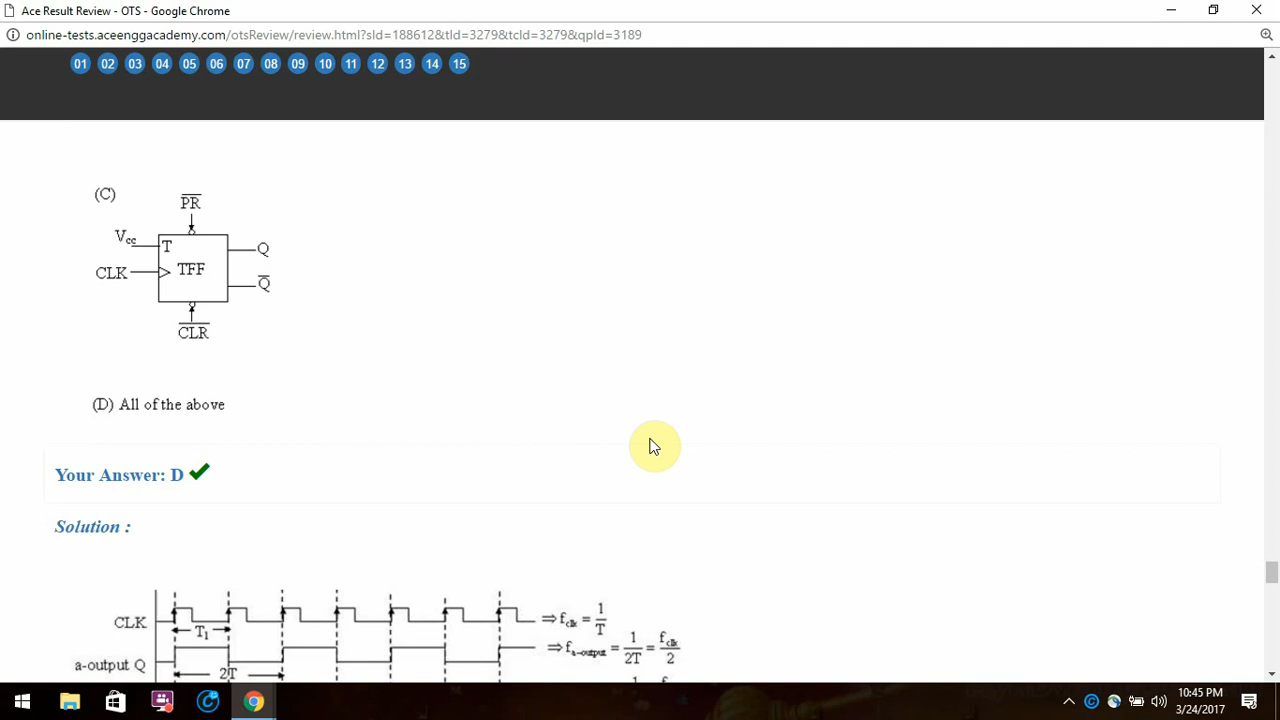 Ace Result Review - OTS - Google Chrome
online-tests.aceenggacademy.com/otsReview/review.html?sId=188612&tId=3279&tcId=3279&qpId=3189
01 02 03 04 05 06 07 08 09 10 11 12 13 14 15
(C)
P̅R̅
Vcc
T
Q
CLK
TFF
Q̅
C̅L̅R̅
(D) All of the above
Your Answer: D
Solution :
CLK
T1
⇒ fclk = 1/T
a-output Q
2T
⇒ fa-output = 1/2T = fclk/2
10:45 PM
3/24/2017